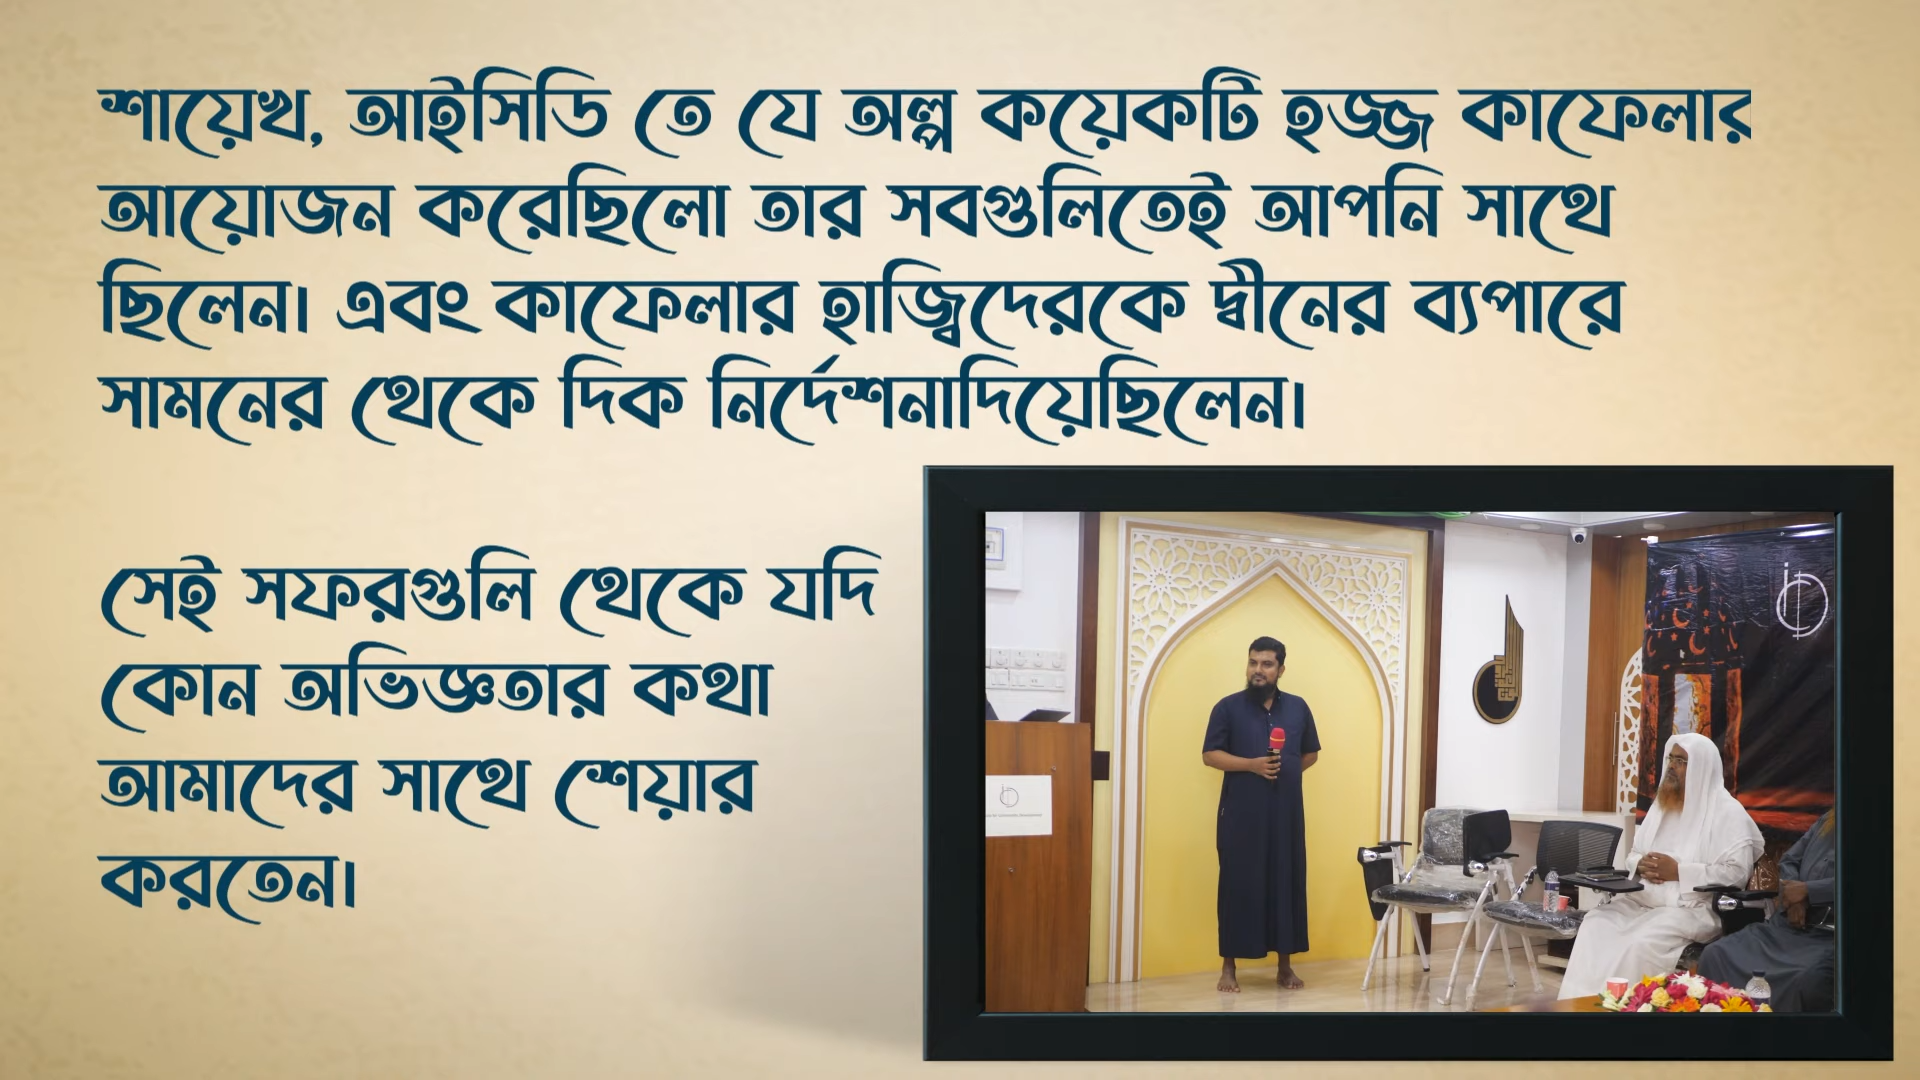 শায়েখ, আইসিডি তে যে অল্প কয়েকটি হজ্জ কাফেলার
আয়োজন করেছিলো তার সবগুলিতেই আপনি সাথে
ছিলেন। এবং কাফেলার হাজ্বিদেরকে দ্বীনের ব্যপারে
সামনের থেকে দিক নির্দেশনাদিয়েছিলেন।
সেই সফরগুলি থেকে যদি
কোন অভিজ্ঞতার কথা
আমাদের সাথে শেয়ার
করতেন।